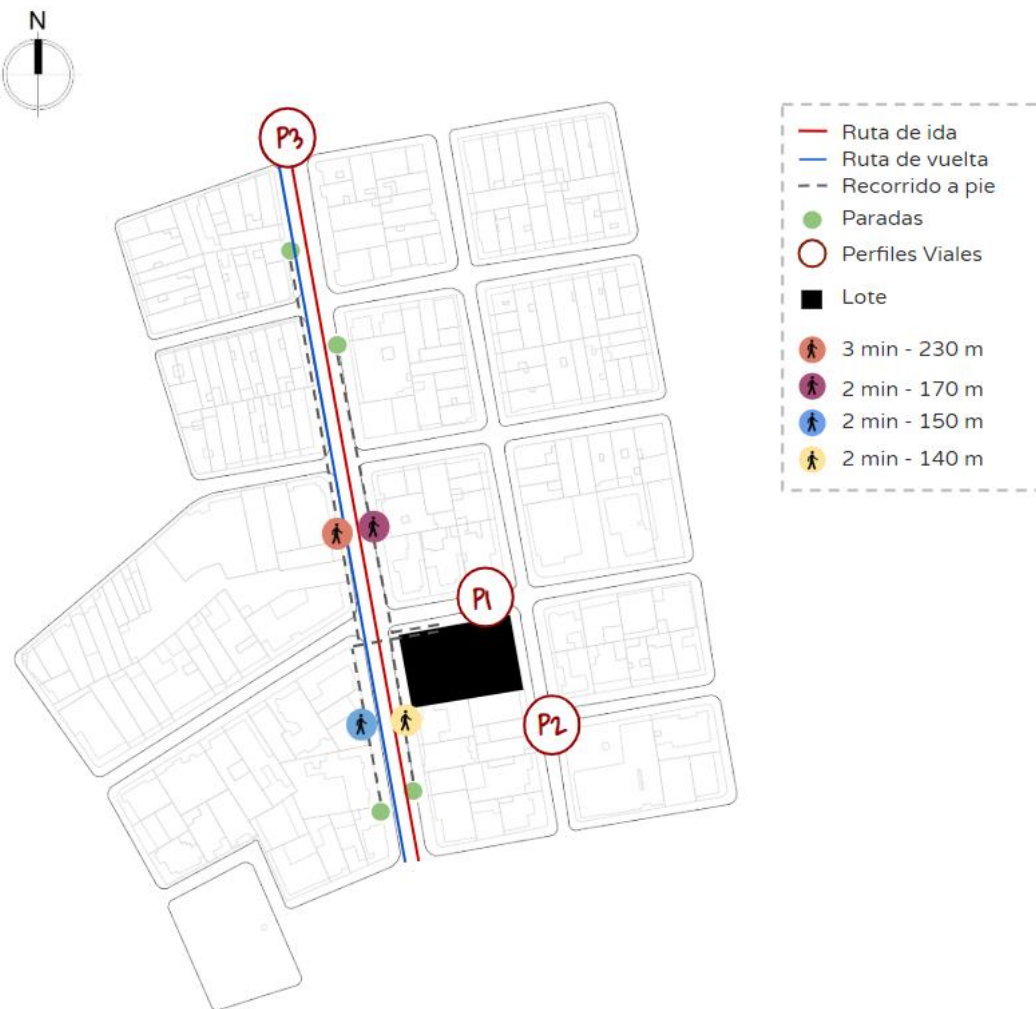 N
P3
Ruta de ida
Ruta de vuelta
Recorrido a pie
Paradas
Perfiles Viales
Lote
3 min - 230 m
2 min - 170 m
2 min - 150 m
2 min - 140 m
P1
P2